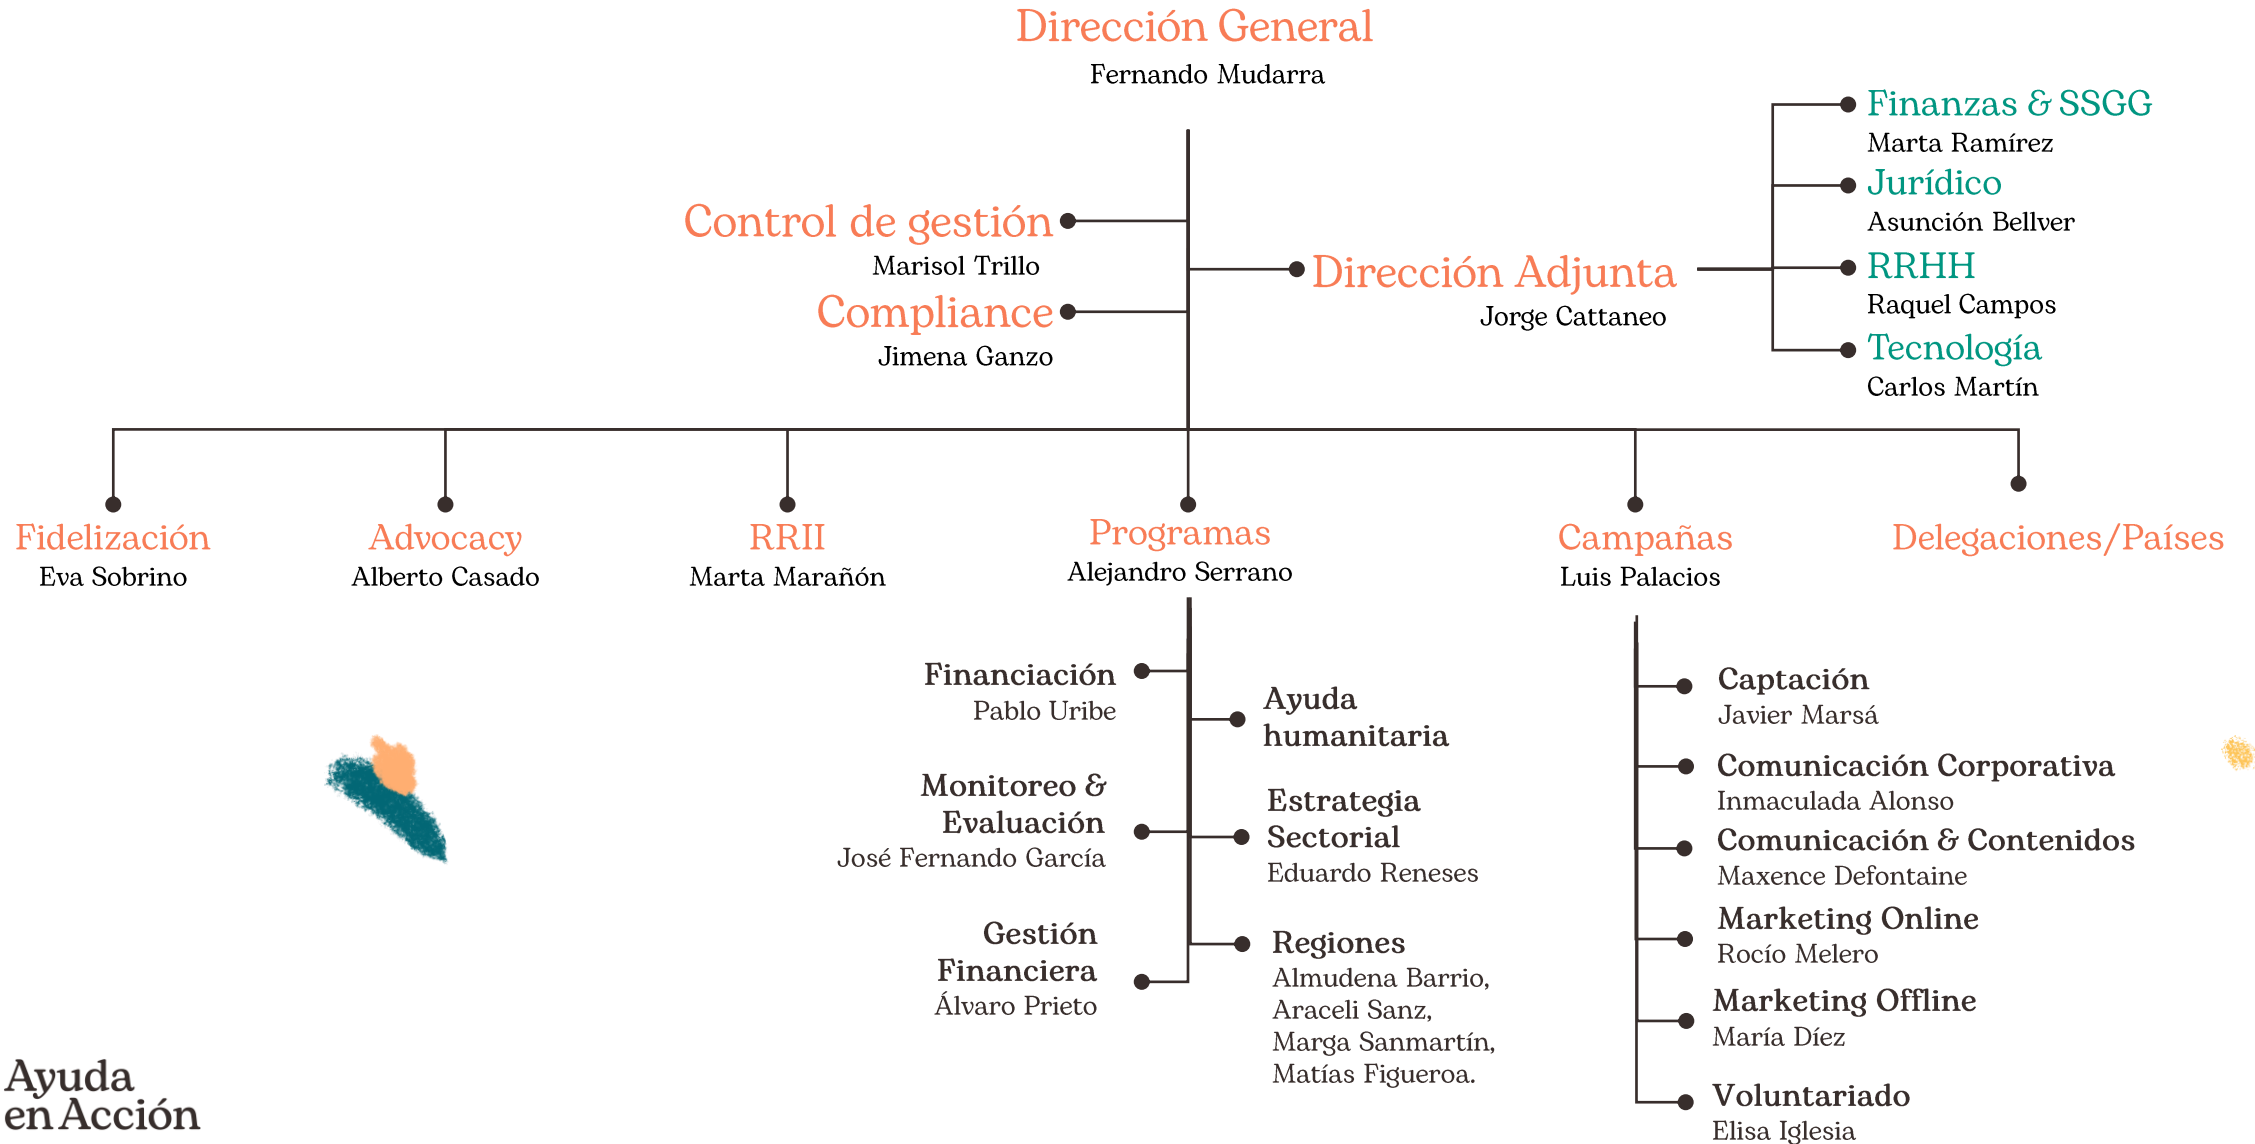 Dirección General
Fernando Mudarra
Finanzas & SSGG
Marta Ramírez
Jurídico
Asunción Bellver
RRHH
Raquel Campos
Tecnología
Carlos Martín
Control de gestión
Marisol Trillo
Compliance
Jimena Ganzo
Dirección Adjunta
Jorge Cattaneo
Fidelización
Eva Sobrino
Advocacy
Alberto Casado
RRII
Marta Marañón
Programas
Alejandro Serrano
Campañas
Luis Palacios
Delegaciones/Países
Financiación
Pablo Uribe
Monitoreo &
Evaluación
José Fernando García
Gestión
Financiera
Álvaro Prieto
Ayuda
humanitaria
Estrategia
Sectorial
Eduardo Reneses
Regiones
Almudena Barrio,
Araceli Sanz,
Marga Sanmartín,
Matías Figueroa.
Captación
Javier Marsá
Comunicación Corporativa
Inmaculada Alonso
Comunicación & Contenidos
Maxence Defontaine
Marketing Online
Rocío Melero
Marketing Offline
María Díez
Voluntariado
Elisa Iglesia
Ayuda
en Acción